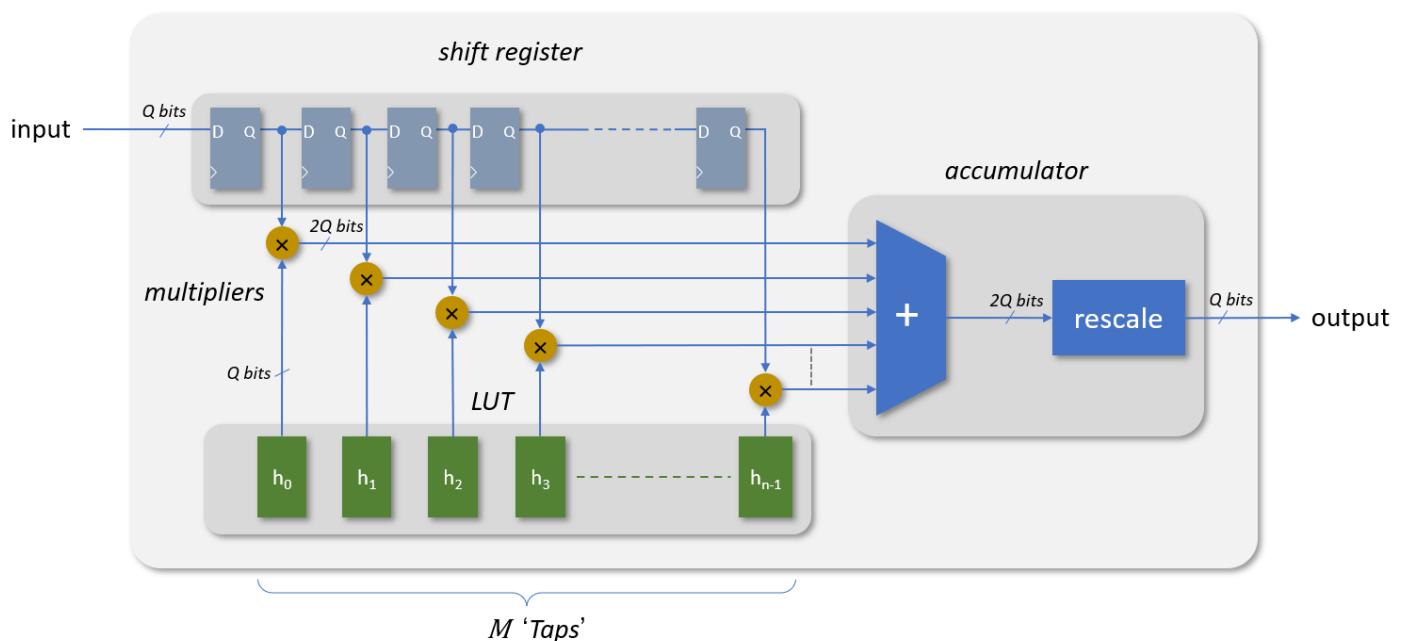 shift register
Q bits
input
D Q D Q D Q D Q D Q
accumulator
2Q bits
×
×
multipliers
×
×
×
+
2Q bits
rescale
Q bits
output
Q bits
LUT
h0 h1 h2 h3 hn-1
M ‘Taps’